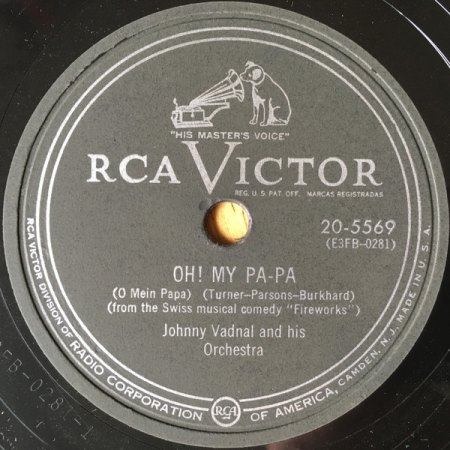 "HIS MASTER'S VOICE"
RCA VICTOR
REG. U.S. PAT. OFF. MARCAS REGISTRADAS
20-5569
(E3FB-0281)
OH! MY PA-PA
(O Mein Papa) (Turner-Parsons-Burkhard)
(from the Swiss musical comedy "Fireworks")
Johnny Vadnal and his
Orchestra
RCA VICTOR DIVISION OF RADIO CORPORATION OF AMERICA, CAMDEN, N.J. MADE IN U.S.A.
RCA